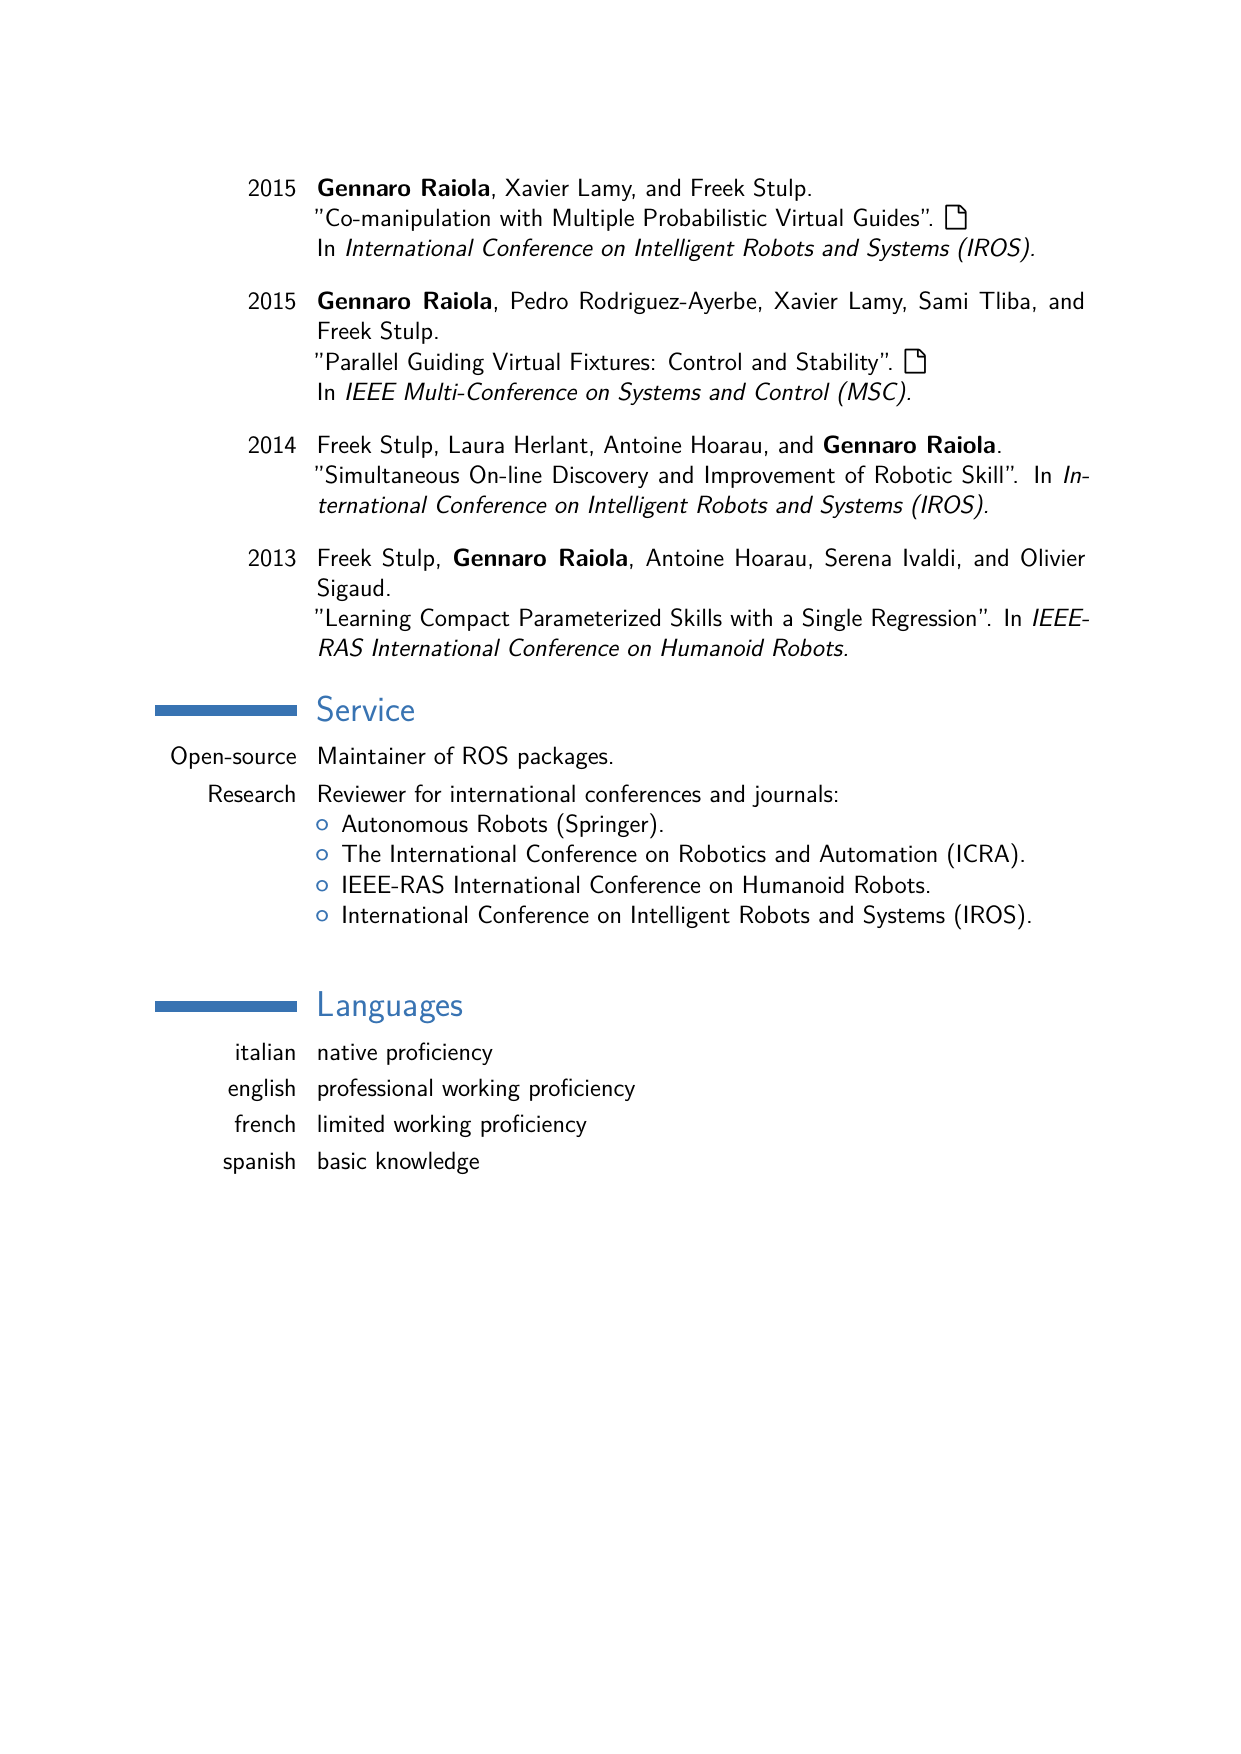 2015 Gennaro Raiola, Xavier Lamy, and Freek Stulp.
”Co-manipulation with Multiple Probabilistic Virtual Guides”.
In International Conference on Intelligent Robots and Systems (IROS).
2015 Gennaro Raiola, Pedro Rodriguez-Ayerbe, Xavier Lamy, Sami Tliba, and
Freek Stulp.
”Parallel Guiding Virtual Fixtures: Control and Stability”.
In IEEE Multi-Conference on Systems and Control (MSC).
2014 Freek Stulp, Laura Herlant, Antoine Hoarau, and Gennaro Raiola.
”Simultaneous On-line Discovery and Improvement of Robotic Skill”. In In-
ternational Conference on Intelligent Robots and Systems (IROS).
2013 Freek Stulp, Gennaro Raiola, Antoine Hoarau, Serena Ivaldi, and Olivier
Sigaud.
”Learning Compact Parameterized Skills with a Single Regression”. In IEEE-
RAS International Conference on Humanoid Robots.
Service
Open-source Maintainer of ROS packages.
Research Reviewer for international conferences and journals:
Autonomous Robots (Springer).
The International Conference on Robotics and Automation (ICRA).
IEEE-RAS International Conference on Humanoid Robots.
International Conference on Intelligent Robots and Systems (IROS).
Languages
italian native proficiency
english professional working proficiency
french limited working proficiency
spanish basic knowledge